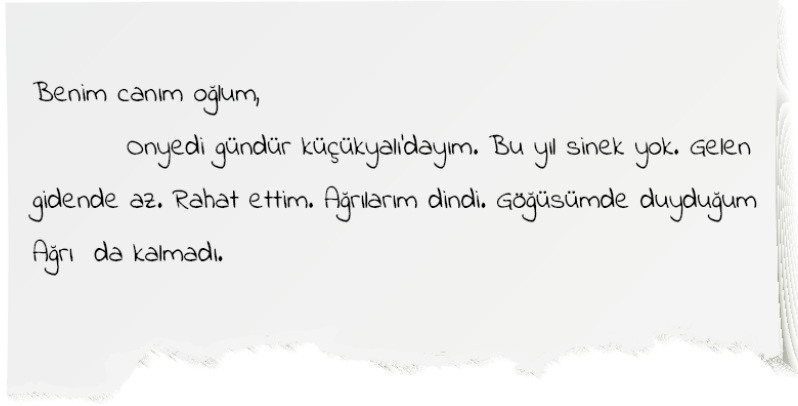 Benim canım oğlum,
Onyedi gündür küçükyalı'dayım. Bu yıl sinek yok. Gelen
gidende az. Rahat ettim. Ağrılarım dindi. Göğüsümde duyduğum
Ağrı da kalmadı.